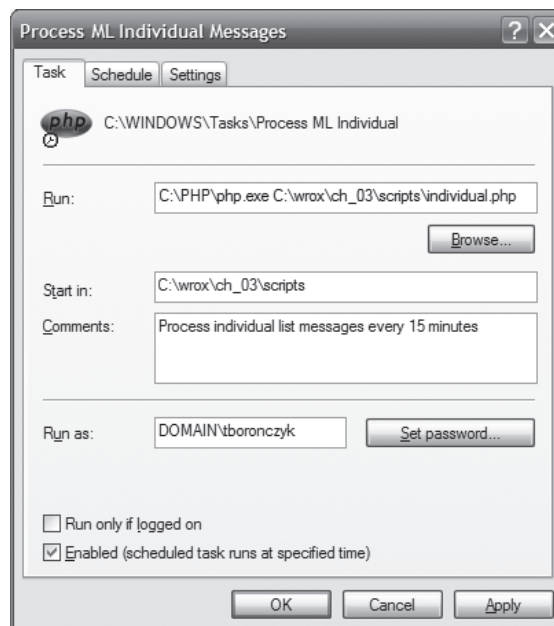 Process ML Individual Messages
?
Task Schedule Settings
php C:\WINDOWS\Tasks\Process ML Individual
Run: C:\PHP\php.exe C:\wrox\ch_03\scripts\individual.php
Browse...
Start in: C:\wrox\ch_03\scripts
Comments: Process individual list messages every 15 minutes
Run as: DOMAIN\tboronczyk Set password...
Run only if logged on
Enabled (scheduled task runs at specified time)
OK Cancel Apply